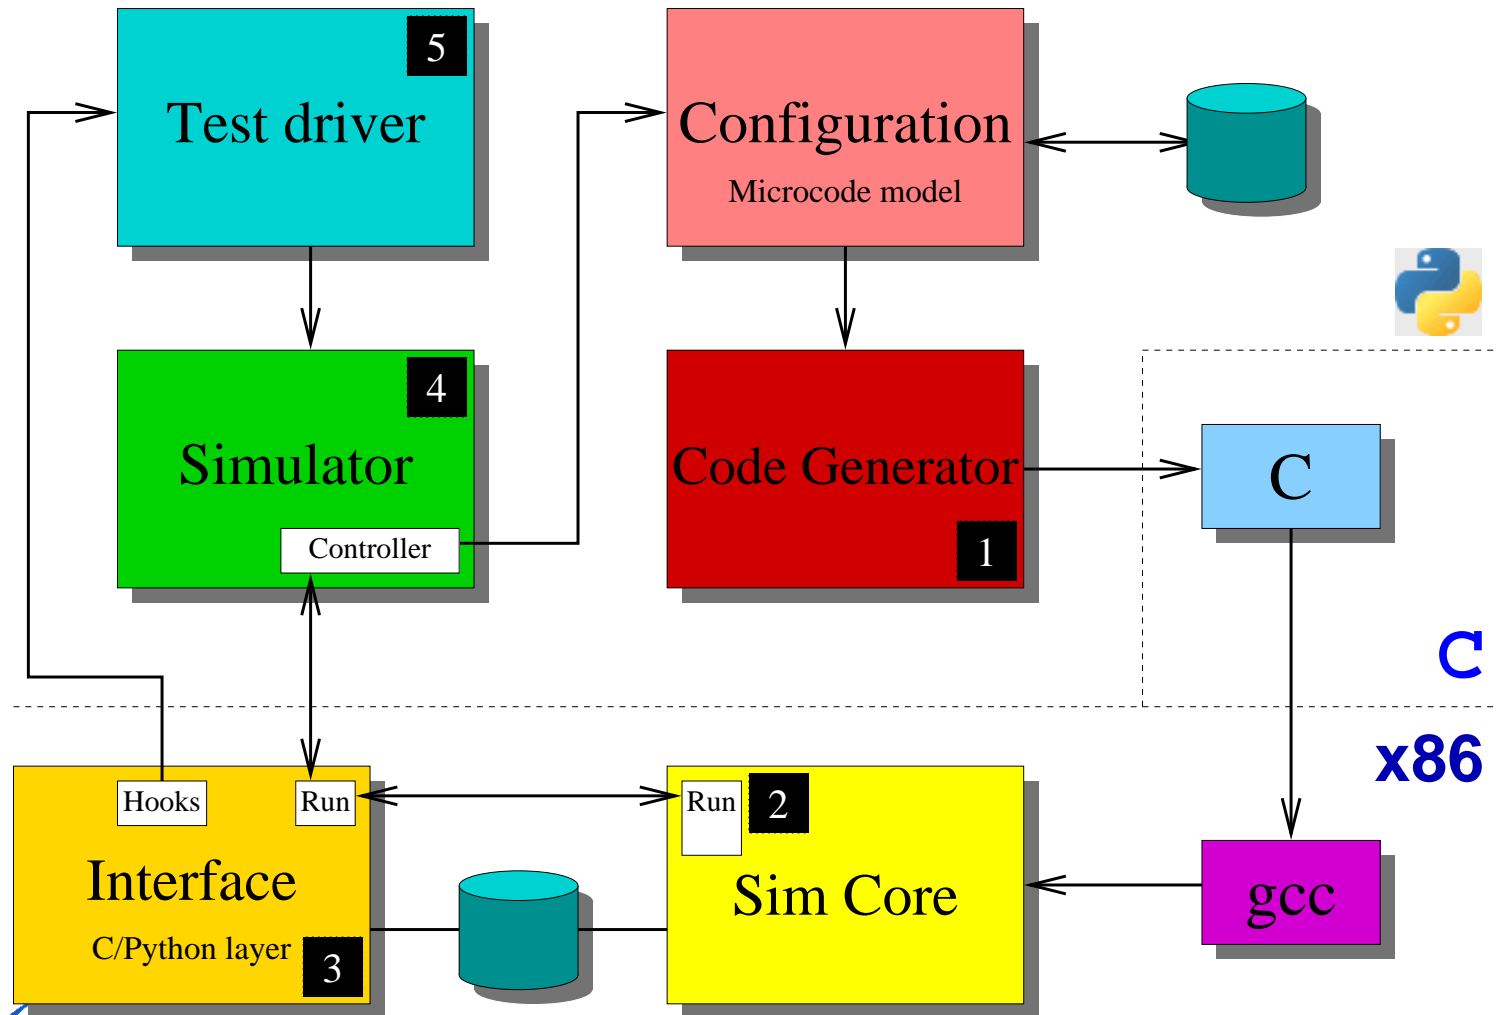 5
Test driver
Configuration
Microcode model
4
Simulator
Controller
Code Generator
1
C
C
x86
Hooks
Run
Interface
C/Python layer
3
Run
2
Sim Core
gcc